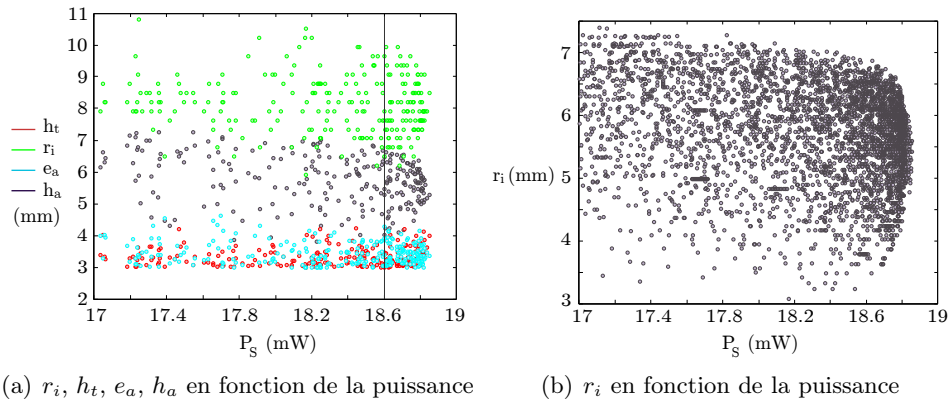 11
10
9
8
7
6
5
4
3
2
h_t
r_i
e_a
h_a
(mm)
17 17.4 17.8 18.2 18.6 19
P_S (mW)
(a) r_i, h_t, e_a, h_a en fonction de la puissance
7
6
5
4
3
r_i(mm)
17 17.4 17.8 18.2 18.6 19
P_S (mW)
(b) r_i en fonction de la puissance